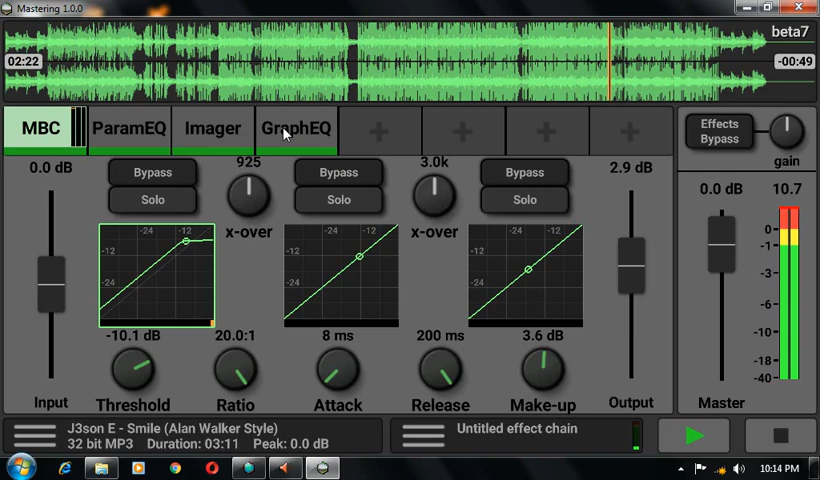 Mastering 1.0.0
beta7
02:22
-00:49
MBC ParamEQ Imager GraphEQ + + + +
Effects Bypass
gain
0.0 dB 925 3.0k 2.9 dB
Bypass Bypass Bypass
Solo Solo Solo
x-over x-over
0.0 dB 10.7
-24 -12 -24 -12 -24 -12
-12 -12 -12
-24 -24 -24
0
-1
-3
-6
-10
-18
-40
-10.1 dB 20.0:1 8 ms 200 ms 3.6 dB
Input Threshold Ratio Attack Release Make-up Output Master
J3son E - Smile (Alan Walker Style)
32 bit MP3 Duration: 03:11 Peak: 0.0 dB
Untitled effect chain
10:14 PM